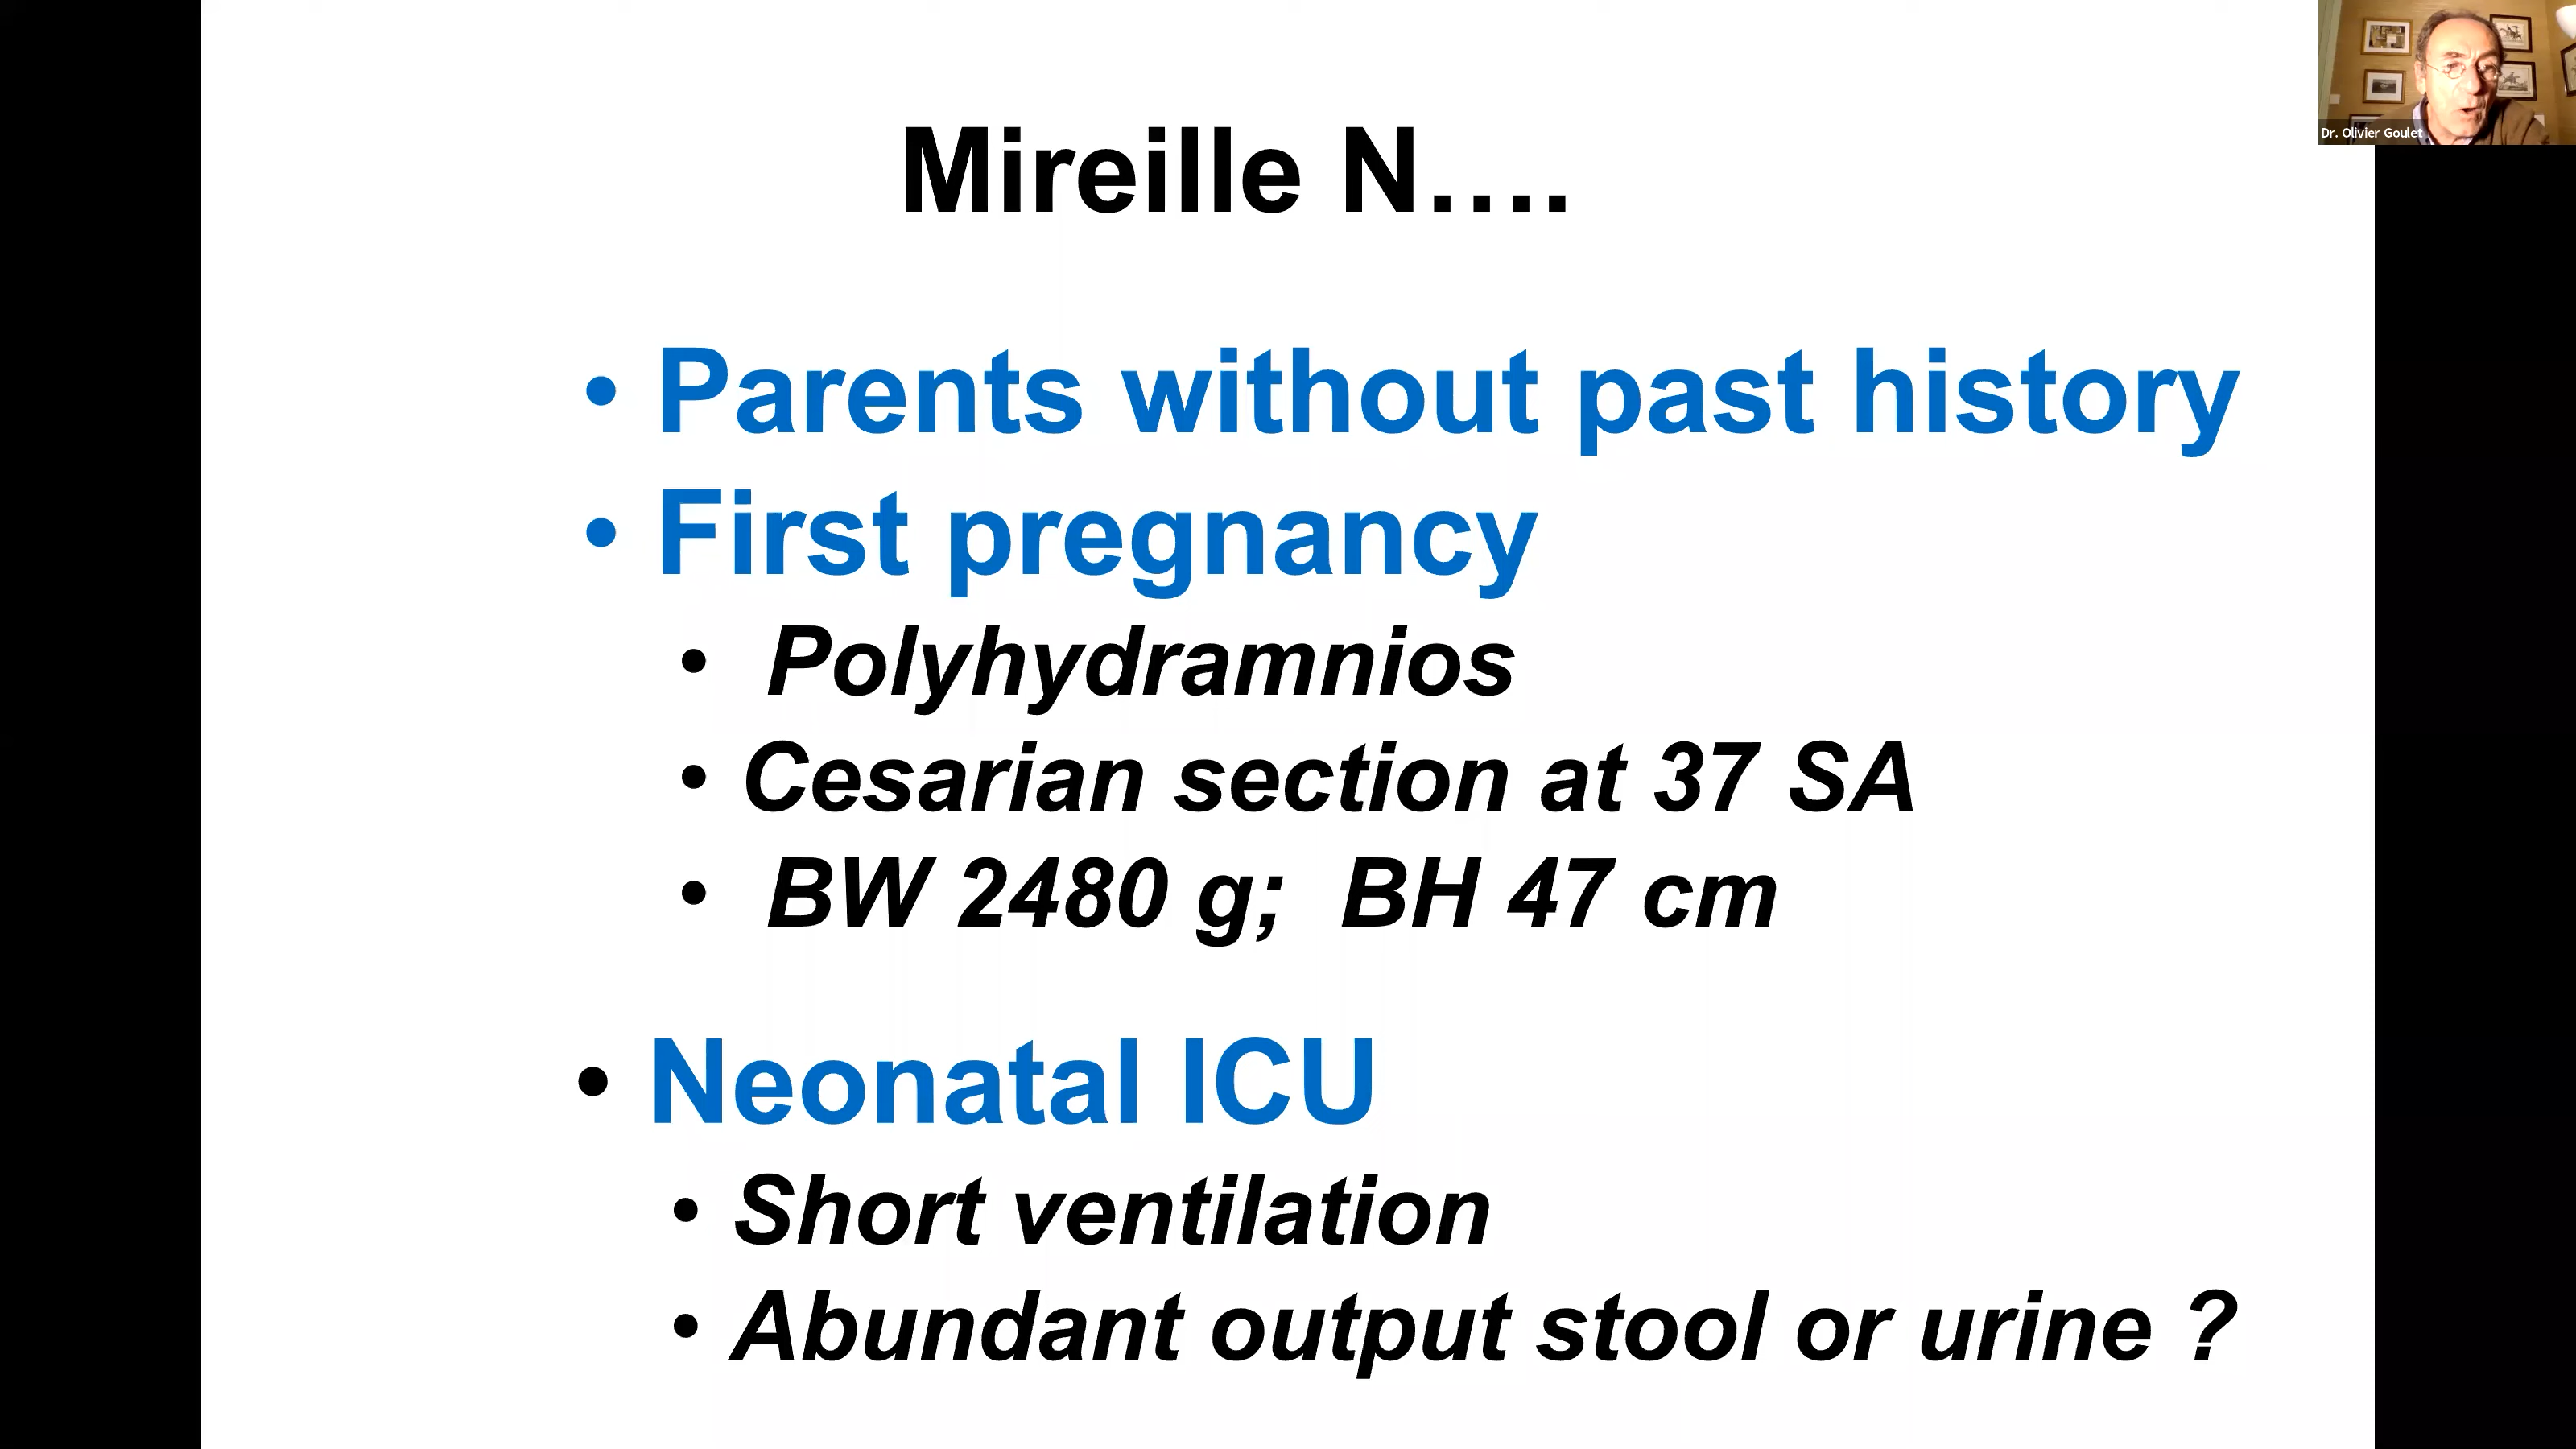 Dr. Olivier Goulet
Mireille N....
• Parents without past history
• First pregnancy
• Polyhydramnios
• Cesarian section at 37 SA
• BW 2480 g; BH 47 cm
• Neonatal ICU
• Short ventilation
• Abundant output stool or urine ?